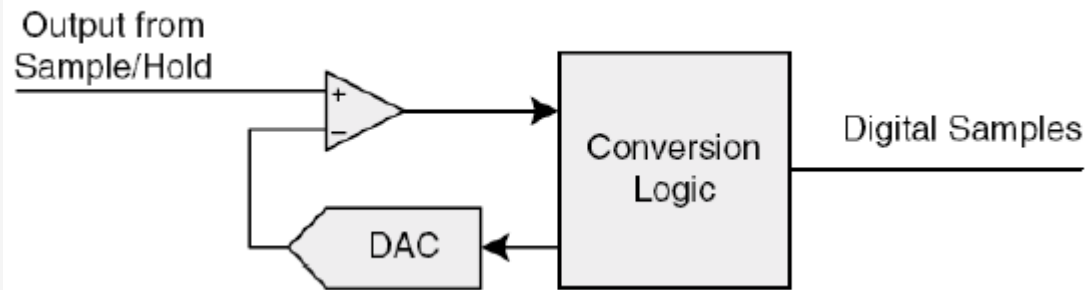 Output from
Sample/Hold
+
−
Conversion
Logic
Digital Samples
DAC